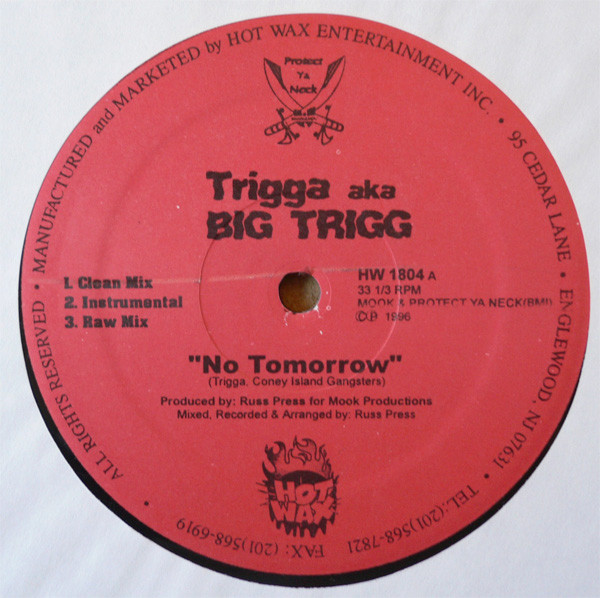 ALL RIGHTS RESERVED • MANUFACTURED and MARKETED by HOT WAX ENTERTAINMENT INC. • 95 CEDAR LANE • ENGLEWOOD, NJ 07631 • TEL:(201)568-7821
FAX: (201)568-6919 •
Protect
Ya
Neck
Trigga aka
BIG TRIGG
1. Clean Mix
2. Instrumental
3. Raw Mix
HW 1804 A
33 1/3 RPM
MOOK & PROTECT YA NECK(BMI)
©℗ 1996
"No Tomorrow"
(Trigga, Coney Island Gangsters)
Produced by: Russ Press for Mook Productions
Mixed, Recorded & Arranged by: Russ Press
HOT
WAX